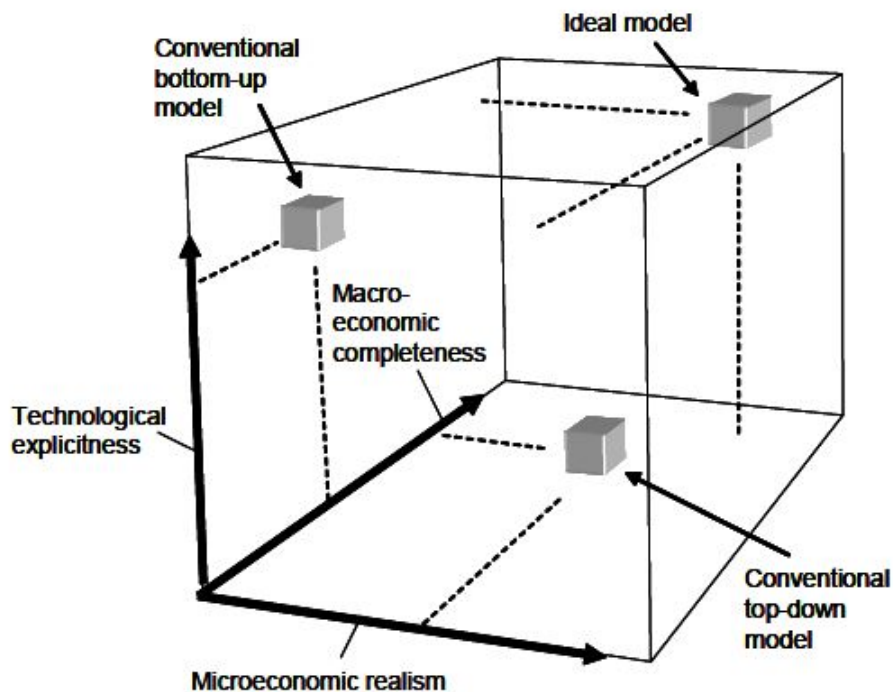 Ideal model
Conventional
bottom-up
model
Macro-
economic
completeness
Technological
explicitness
Conventional
top-down
model
Microeconomic realism